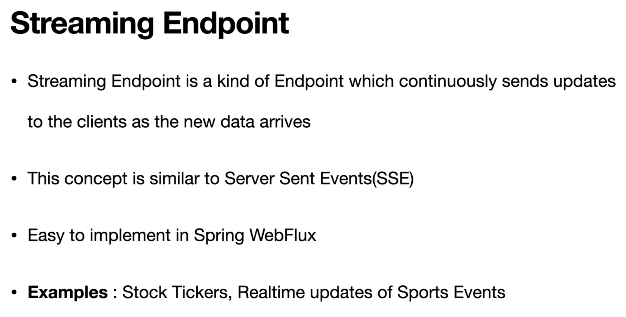 Streaming Endpoint
• Streaming Endpoint is a kind of Endpoint which continuously sends updates
to the clients as the new data arrives
• This concept is similar to Server Sent Events(SSE)
• Easy to implement in Spring WebFlux
• Examples : Stock Tickers, Realtime updates of Sports Events